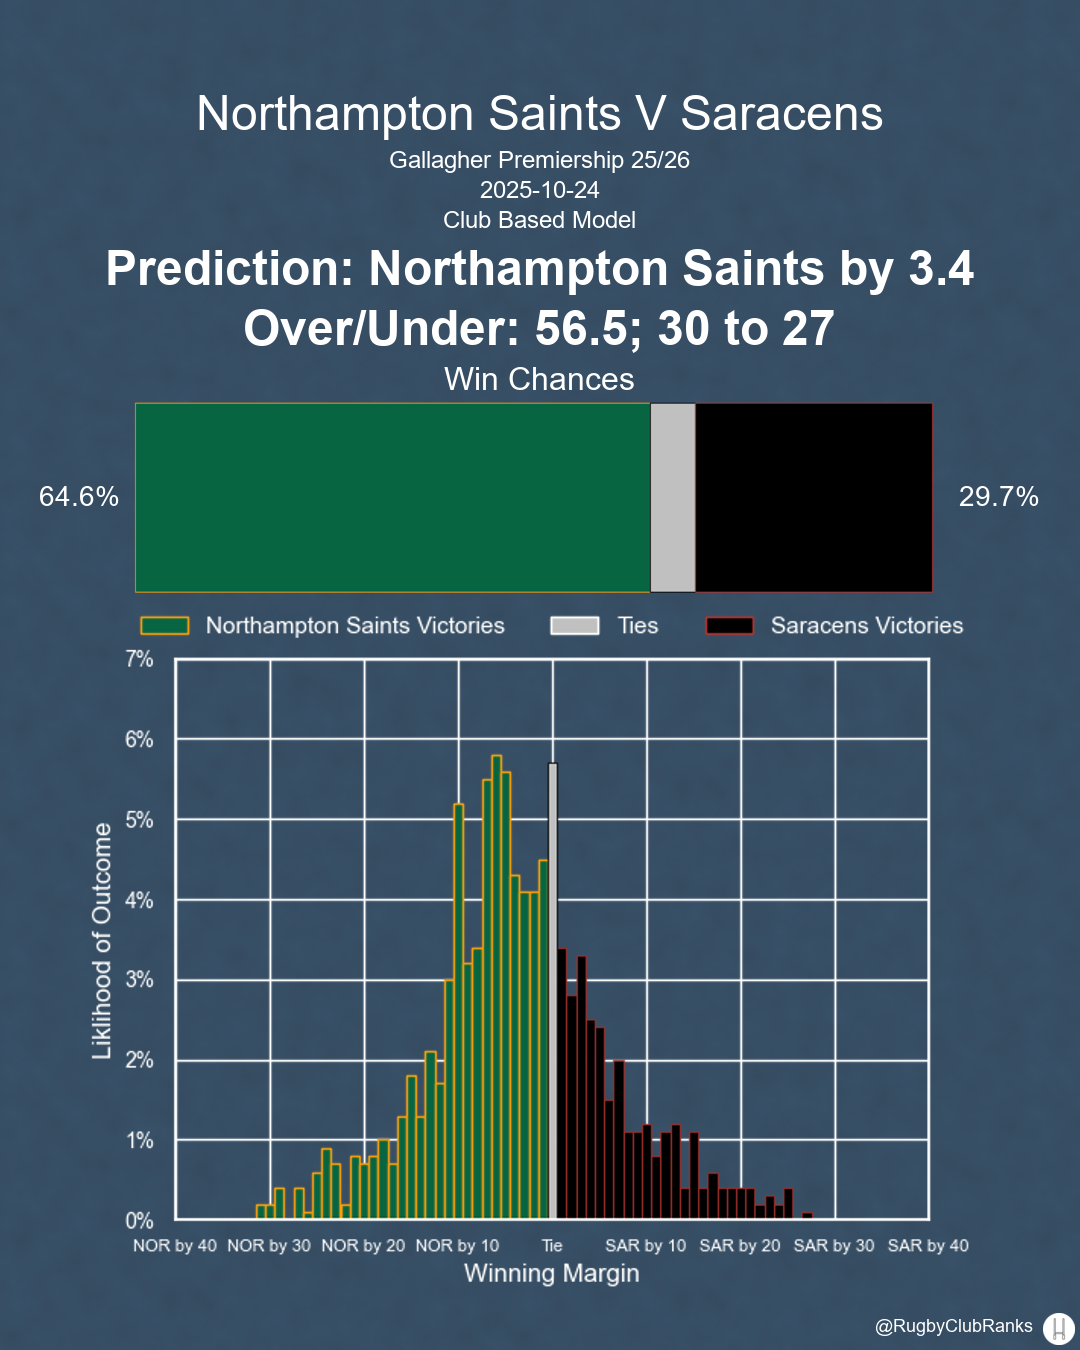 Northampton Saints V Saracens
Gallagher Premiership 25/26
2025-10-24
Club Based Model
Prediction: Northampton Saints by 3.4
Over/Under: 56.5; 30 to 27
Win Chances
64.6%
29.7%
Northampton Saints Victories Ties Saracens Victories
7%
6%
5%
4%
3%
2%
1%
0%
Liklihood of Outcome
NOR by 40 NOR by 30 NOR by 20 NOR by 10 Tie SAR by 10 SAR by 20 SAR by 30 SAR by 40
Winning Margin
@RugbyClubRanks